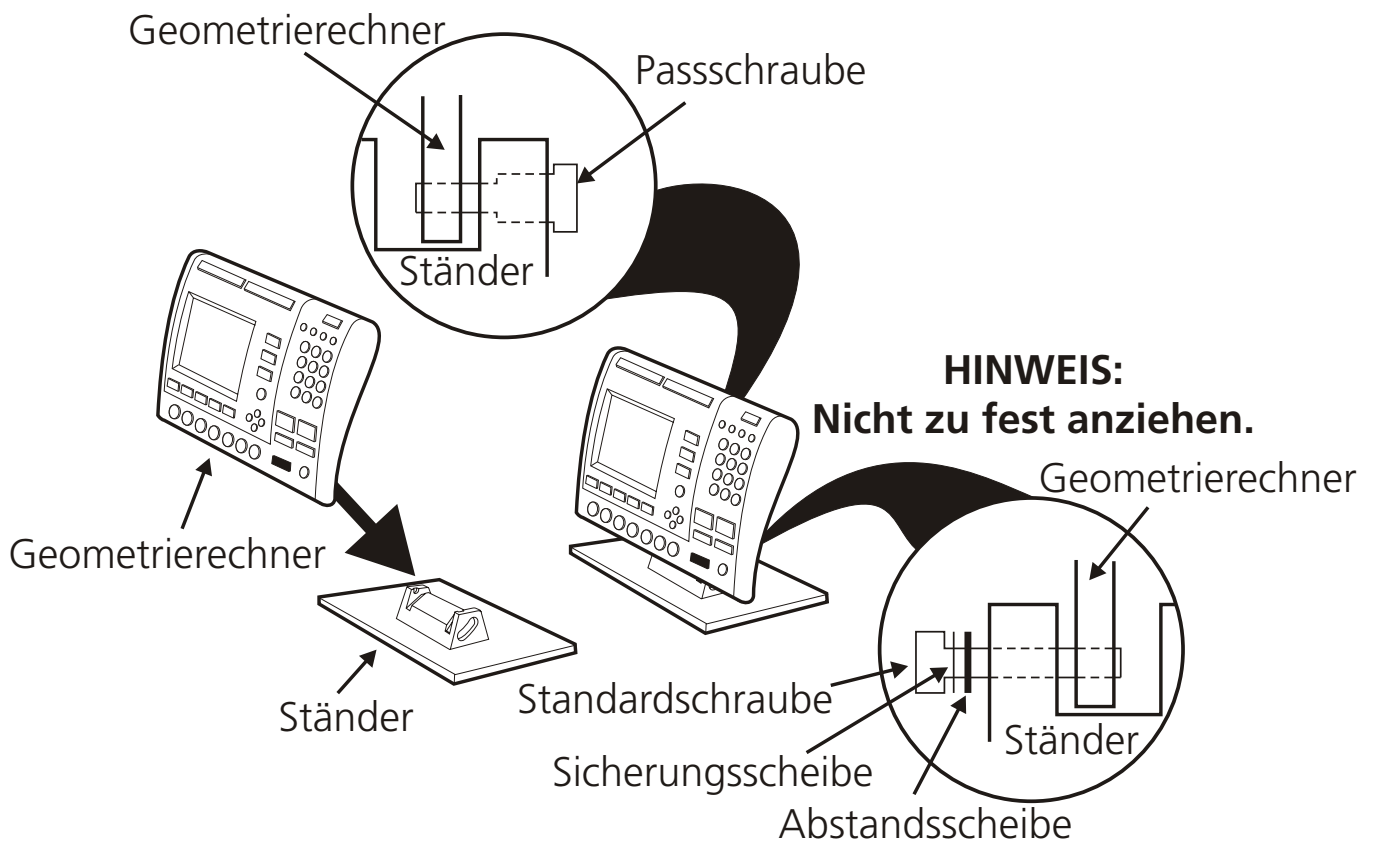 Geometrierechner
Passschraube
Ständer
HINWEIS:
Nicht zu fest anziehen.
Geometrierechner
Geometrierechner
Ständer
Standardschraube
Ständer
Sicherungsscheibe
Abstandsscheibe